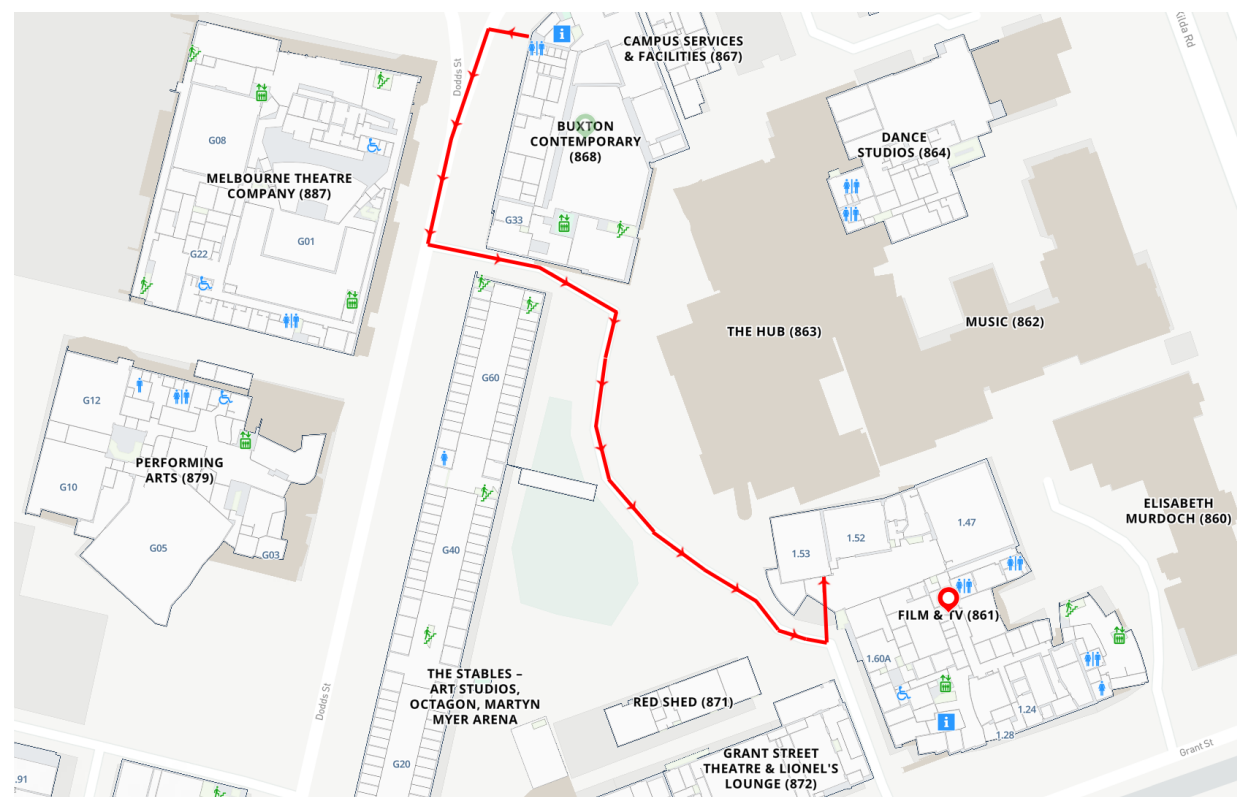 Kilda Rd
CAMPUS SERVICES
& FACILITIES (867)
Dodds St
BUXTON
CONTEMPORARY
(868)
DANCE
STUDIOS (864)
G08
MELBOURNE THEATRE
COMPANY (887)
G33
G01
G22
THE HUB (863)
MUSIC (862)
G60
G12
PERFORMING
ARTS (879)
G10
ELISABETH
MURDOCH (860)
1.47
1.52
1.53
G05
G03
G40
FILM & TV (861)
1.60A
THE STABLES –
ART STUDIOS,
OCTAGON, MARTYN
MYER ARENA
Dodds St
RED SHED (871)
1.24
1.28
Grant St
GRANT STREET
THEATRE & LIONEL'S
LOUNGE (872)
G20
.91